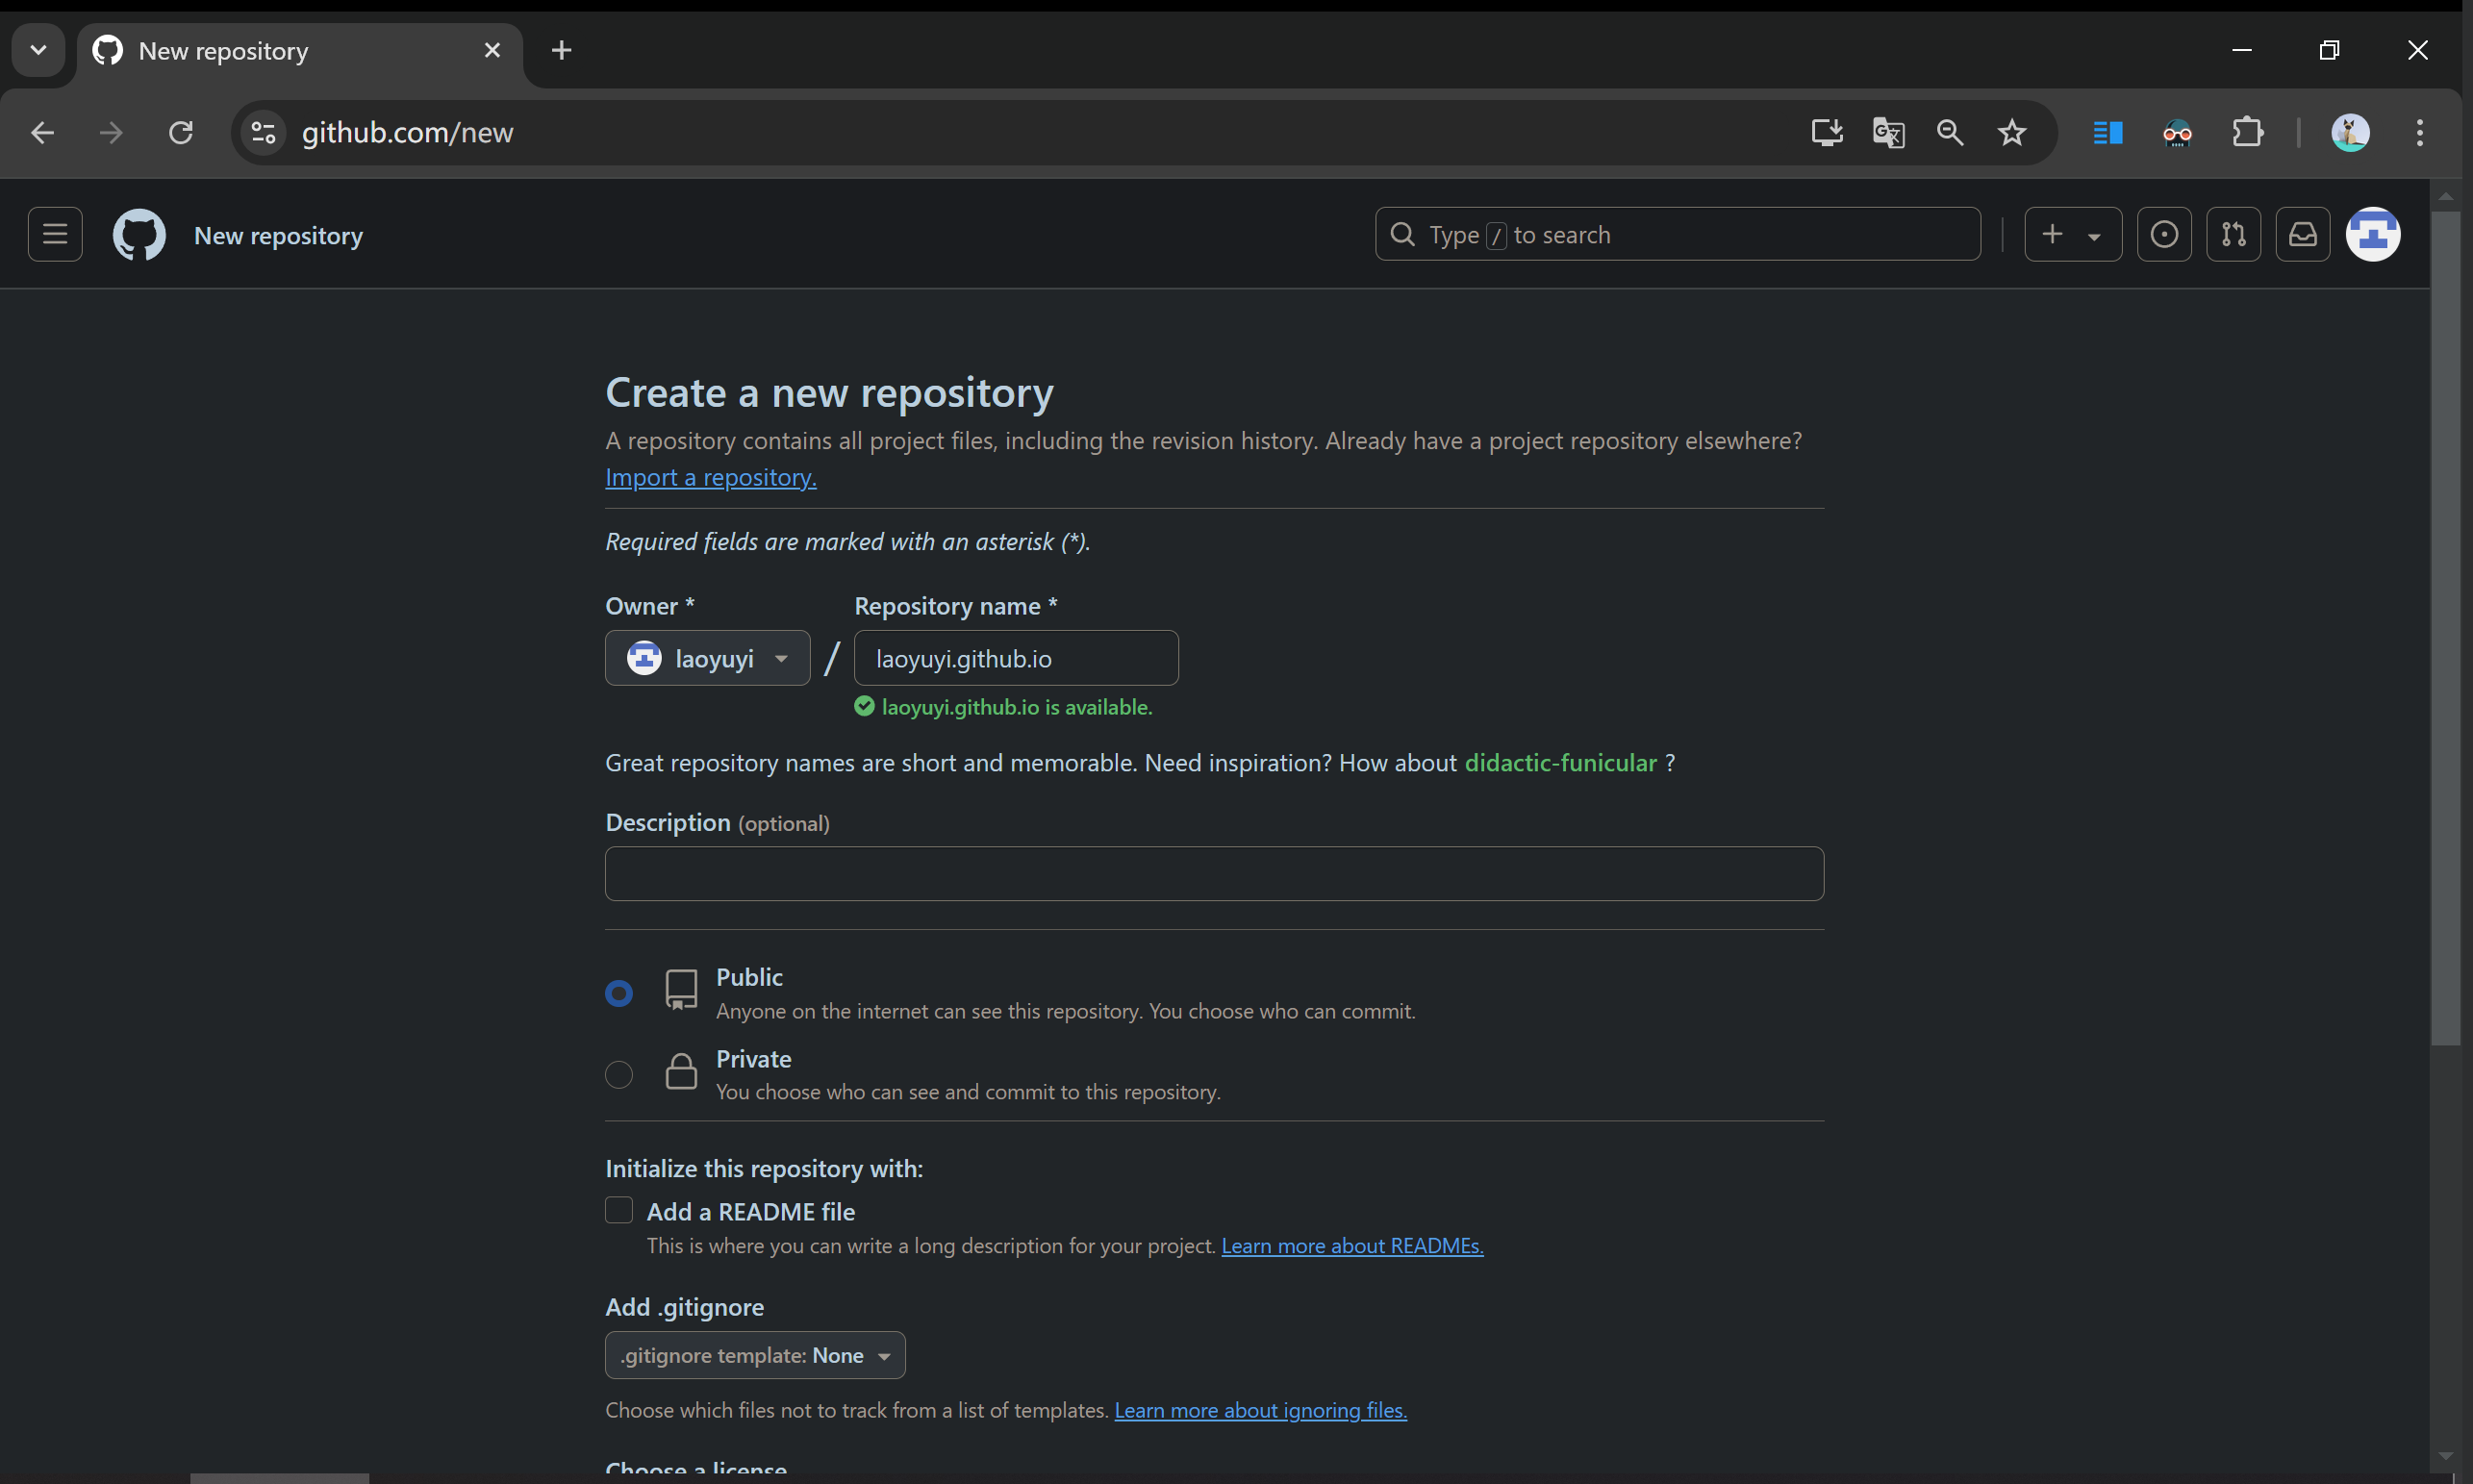 New repository
github.com/new
New repository
Type / to search
Create a new repository
A repository contains all project files, including the revision history. Already have a project repository elsewhere?
Import a repository.
Required fields are marked with an asterisk (*).
Owner * Repository name *
laoyuyi / laoyuyi.github.io
laoyuyi.github.io is available.
Great repository names are short and memorable. Need inspiration? How about didactic-funicular ?
Description (optional)
Public
Anyone on the internet can see this repository. You choose who can commit.
Private
You choose who can see and commit to this repository.
Initialize this repository with:
Add a README file
This is where you can write a long description for your project. Learn more about READMEs.
Add .gitignore
.gitignore template: None
Choose which files not to track from a list of templates. Learn more about ignoring files.
Choose a license